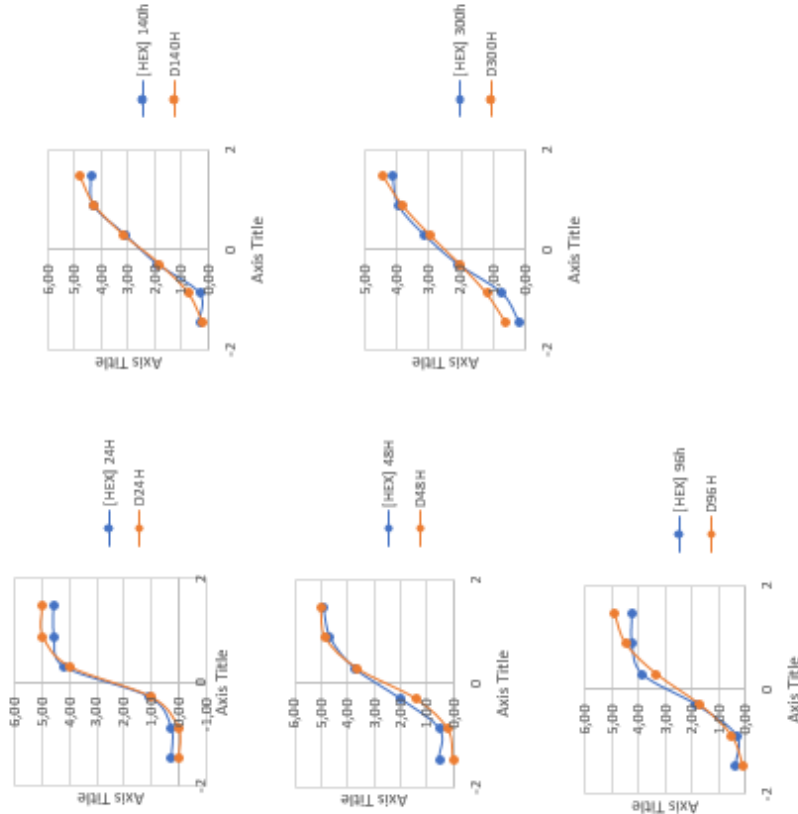 6,00
5,00
4,00
3,00
2,00
1,00
0,00
-1,00
-2
0
2
Axis Title
Axis Title
[HEX] 24H
D24H
6,00
5,00
4,00
3,00
2,00
1,00
0,00
-2
0
2
Axis Title
Axis Title
[HEX] 48H
D48H
6,00
5,00
4,00
3,00
2,00
1,00
0,00
-2
0
2
Axis Title
Axis Title
[HEX] 96h
D96H
6,00
5,00
4,00
3,00
2,00
1,00
0,00
-2
0
2
Axis Title
Axis Title
[HEX] 140h
D140H
5,00
4,00
3,00
2,00
1,00
0,00
-2
0
2
Axis Title
Axis Title
[HEX] 300h
D300H